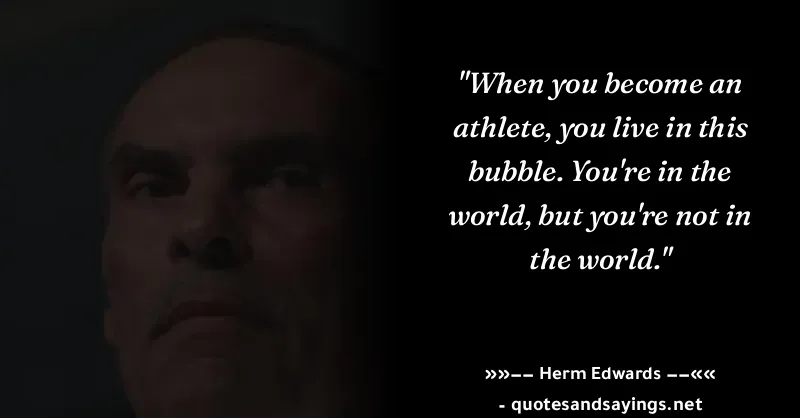 "When you become an
athlete, you live in this
bubble. You're in the
world, but you're not in
the world."
»»–– Herm Edwards ––««
- quotesandsayings.net